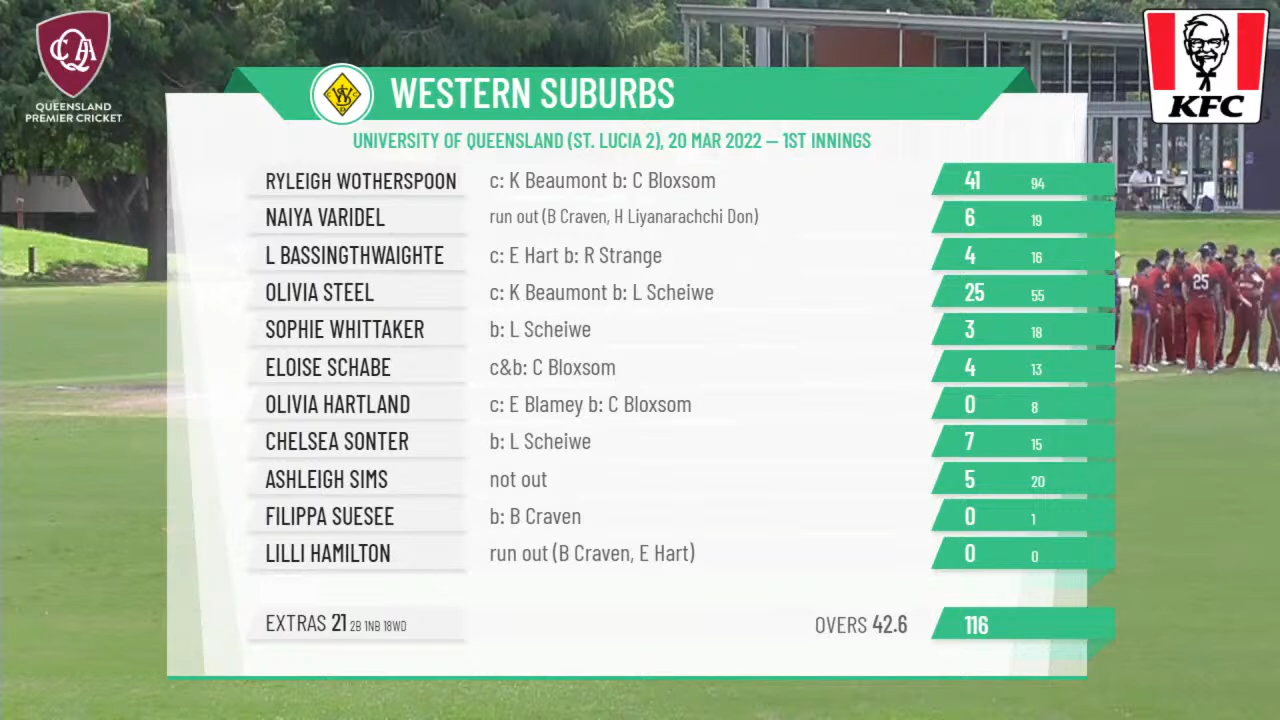 CQA
QUEENSLAND
PREMIER CRICKET
KFC
WESTERN SUBURBS
UNIVERSITY OF QUEENSLAND (ST. LUCIA 2), 20 MAR 2022 – 1ST INNINGS
RYLEIGH WOTHERSPOON c: K Beaumont b: C Bloxsom 41 94
NAIYA VARIDEL run out (B Craven, H Liyanarachchi Don) 6 19
L BASSINGTHWAIGHTE c: E Hart b: R Strange 4 16
OLIVIA STEEL c: K Beaumont b: L Scheiwe 25 55
SOPHIE WHITTAKER b: L Scheiwe 3 18
ELOISE SCHABE c&b: C Bloxsom 4 13
OLIVIA HARTLAND c: E Blamey b: C Bloxsom 0 8
CHELSEA SONTER b: L Scheiwe 7 15
ASHLEIGH SIMS not out 5 20
FILIPPA SUESEE b: B Craven 0 1
LILLI HAMILTON run out (B Craven, E Hart) 0 0
EXTRAS 21 2B 1NB 18WD OVERS 42.6 116
25